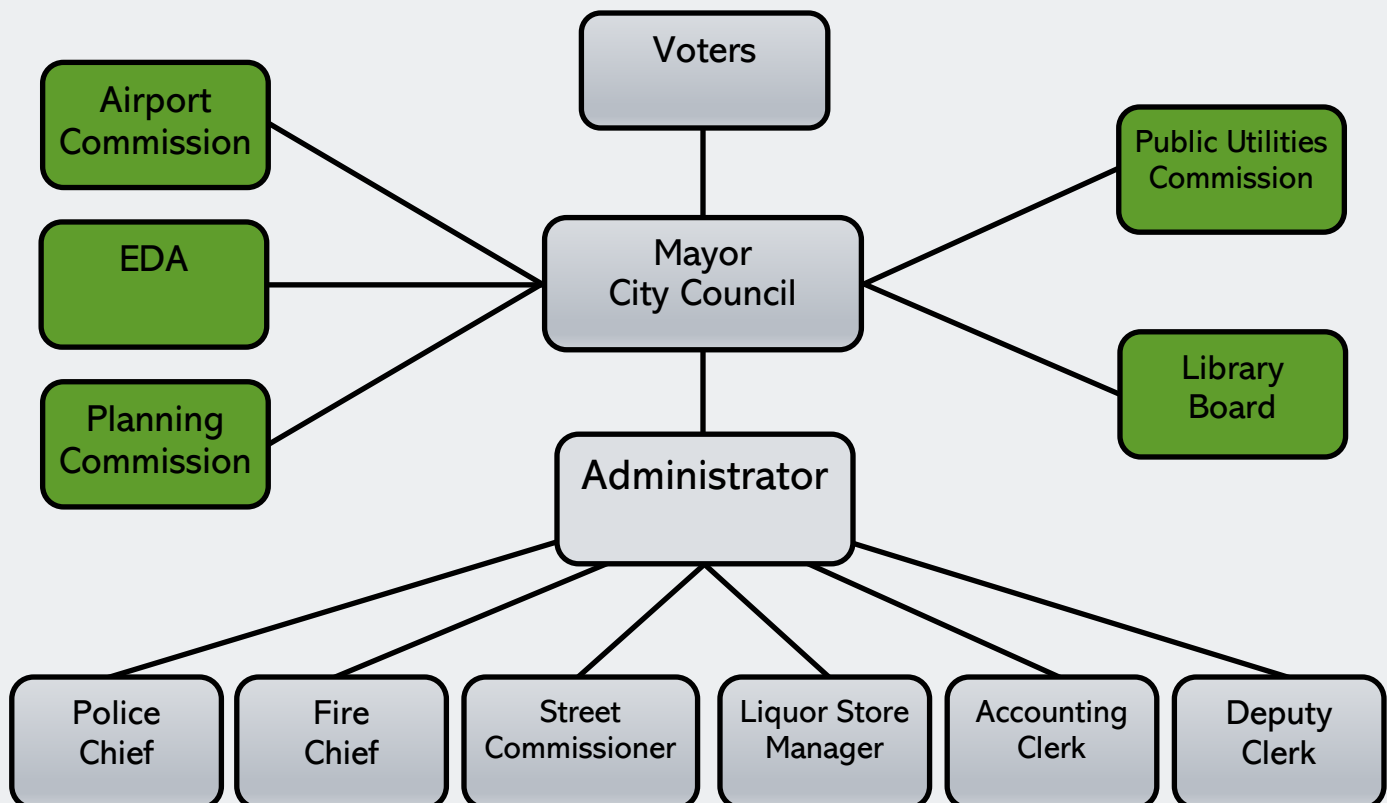 Voters
Airport
Commission
Public Utilities
Commission
EDA
Mayor
City Council
Library
Board
Planning
Commission
Administrator
Police
Chief
Fire
Chief
Street
Commissioner
Liquor Store
Manager
Accounting
Clerk
Deputy
Clerk